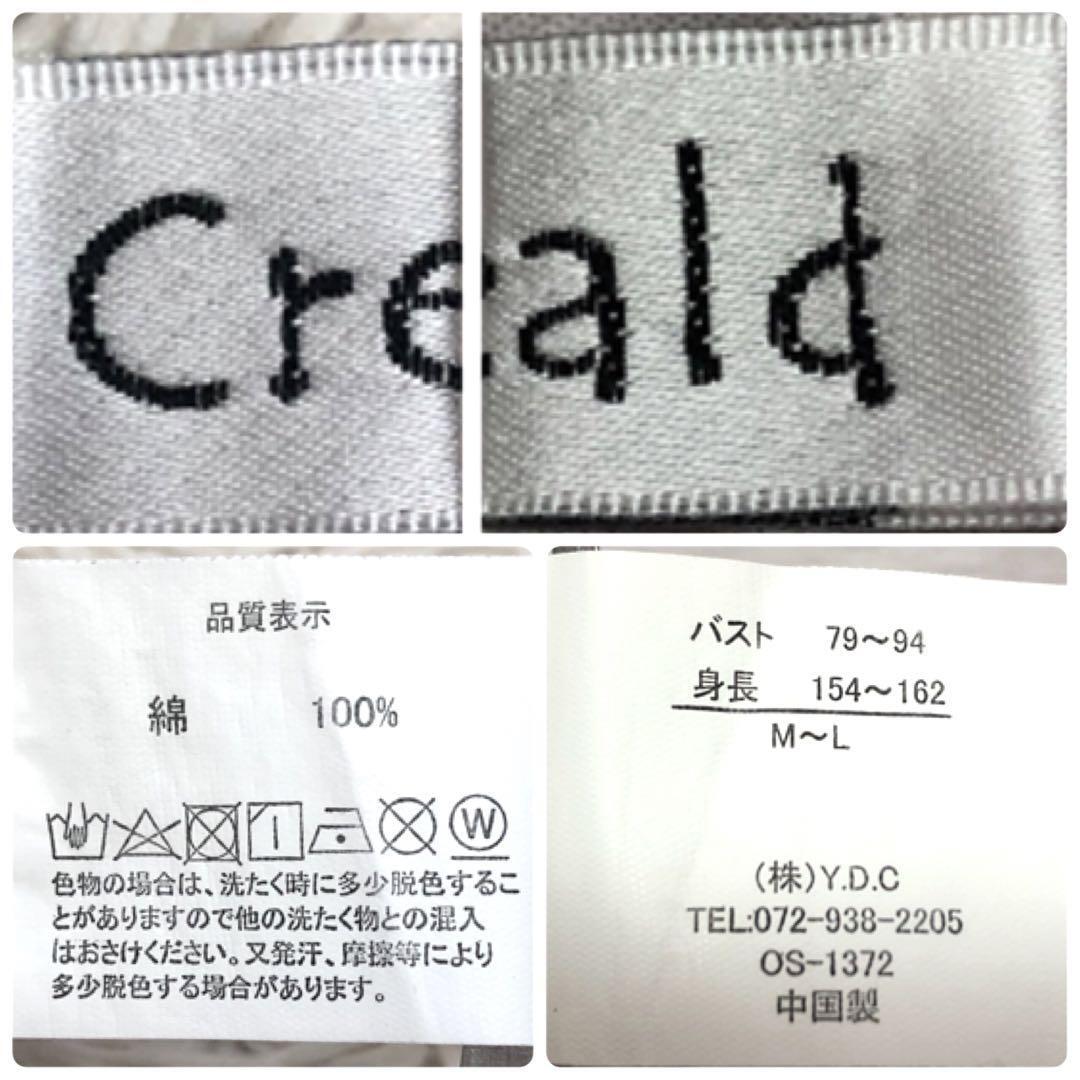 Cre
ald
品質表示
綿 100%
W
色物の場合は、洗たく時に多少脱色するこ
とがありますので他の洗たく物との混入
はおさけください。又発汗、摩擦等により
多少脱色する場合があります。
バスト 79～94
身長 154～162
M～L
(株)Y.D.C
TEL:072-938-2205
OS-1372
中国製